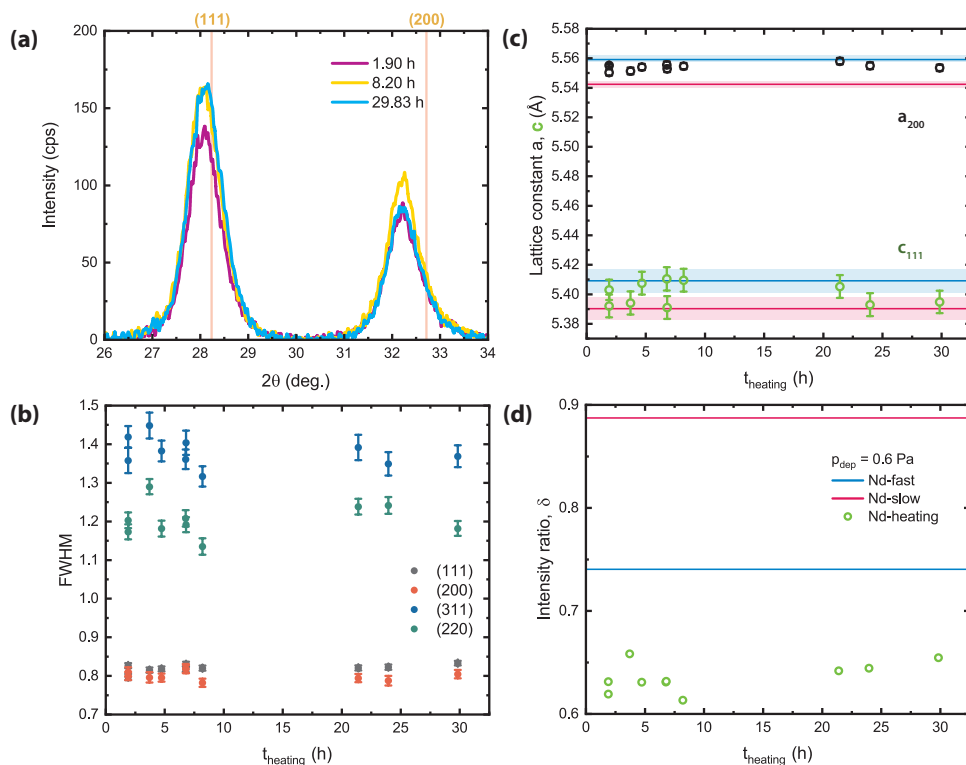 (a)
(111)
(200)
Intensity (cps)
200
150
100
50
0
1.90 h
8.20 h
29.83 h
26 27 28 29 30 31 32 33 34
2θ (deg.)
(c)
Lattice constant a, c (Å)
5.56
5.54
5.52
5.50
5.48
5.46
5.44
5.42
5.40
5.38
a200
c111
0 5 10 15 20 25 30
theating (h)
(b)
FWHM
1.5
1.4
1.3
1.2
1.1
1.0
0.9
0.8
0.7
(111)
(200)
(311)
(220)
0 5 10 15 20 25 30
theating (h)
(d)
Intensity ratio, δ
0.9
0.8
0.7
0.6
pdep = 0.6 Pa
Nd-fast
Nd-slow
Nd-heating
0 5 10 15 20 25 30
theating (h)